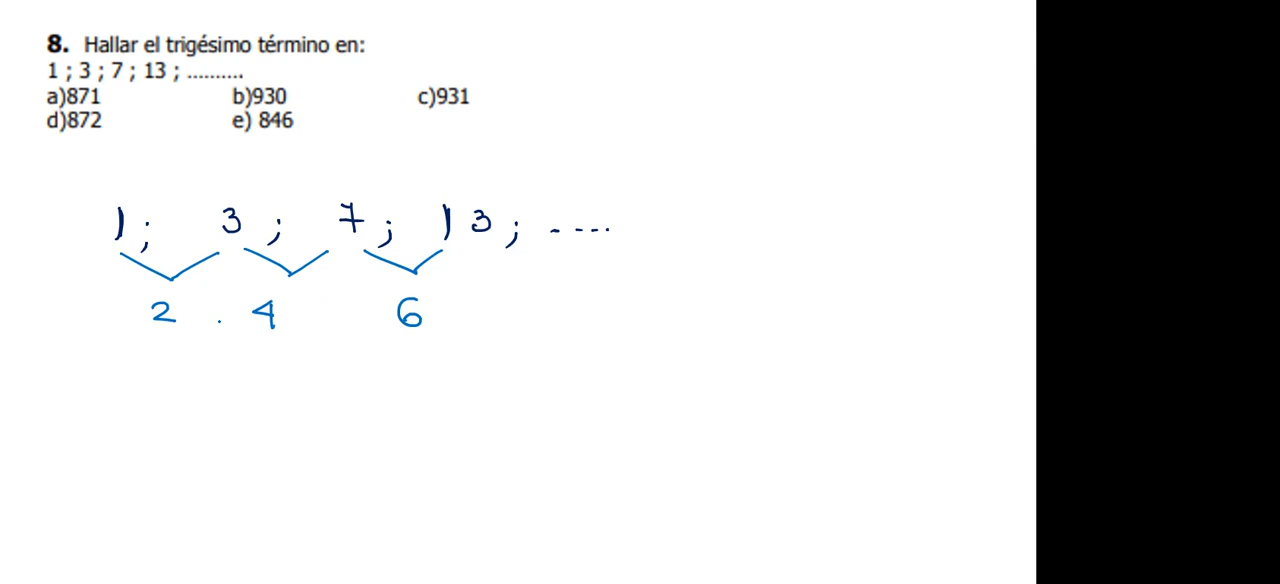 8. Hallar el trigésimo término en:
1 ; 3 ; 7 ; 13 ; ..........
a)871 b)930 c)931
d)872 e) 846
1; 3; 7; 13; .....
2 . 4 6